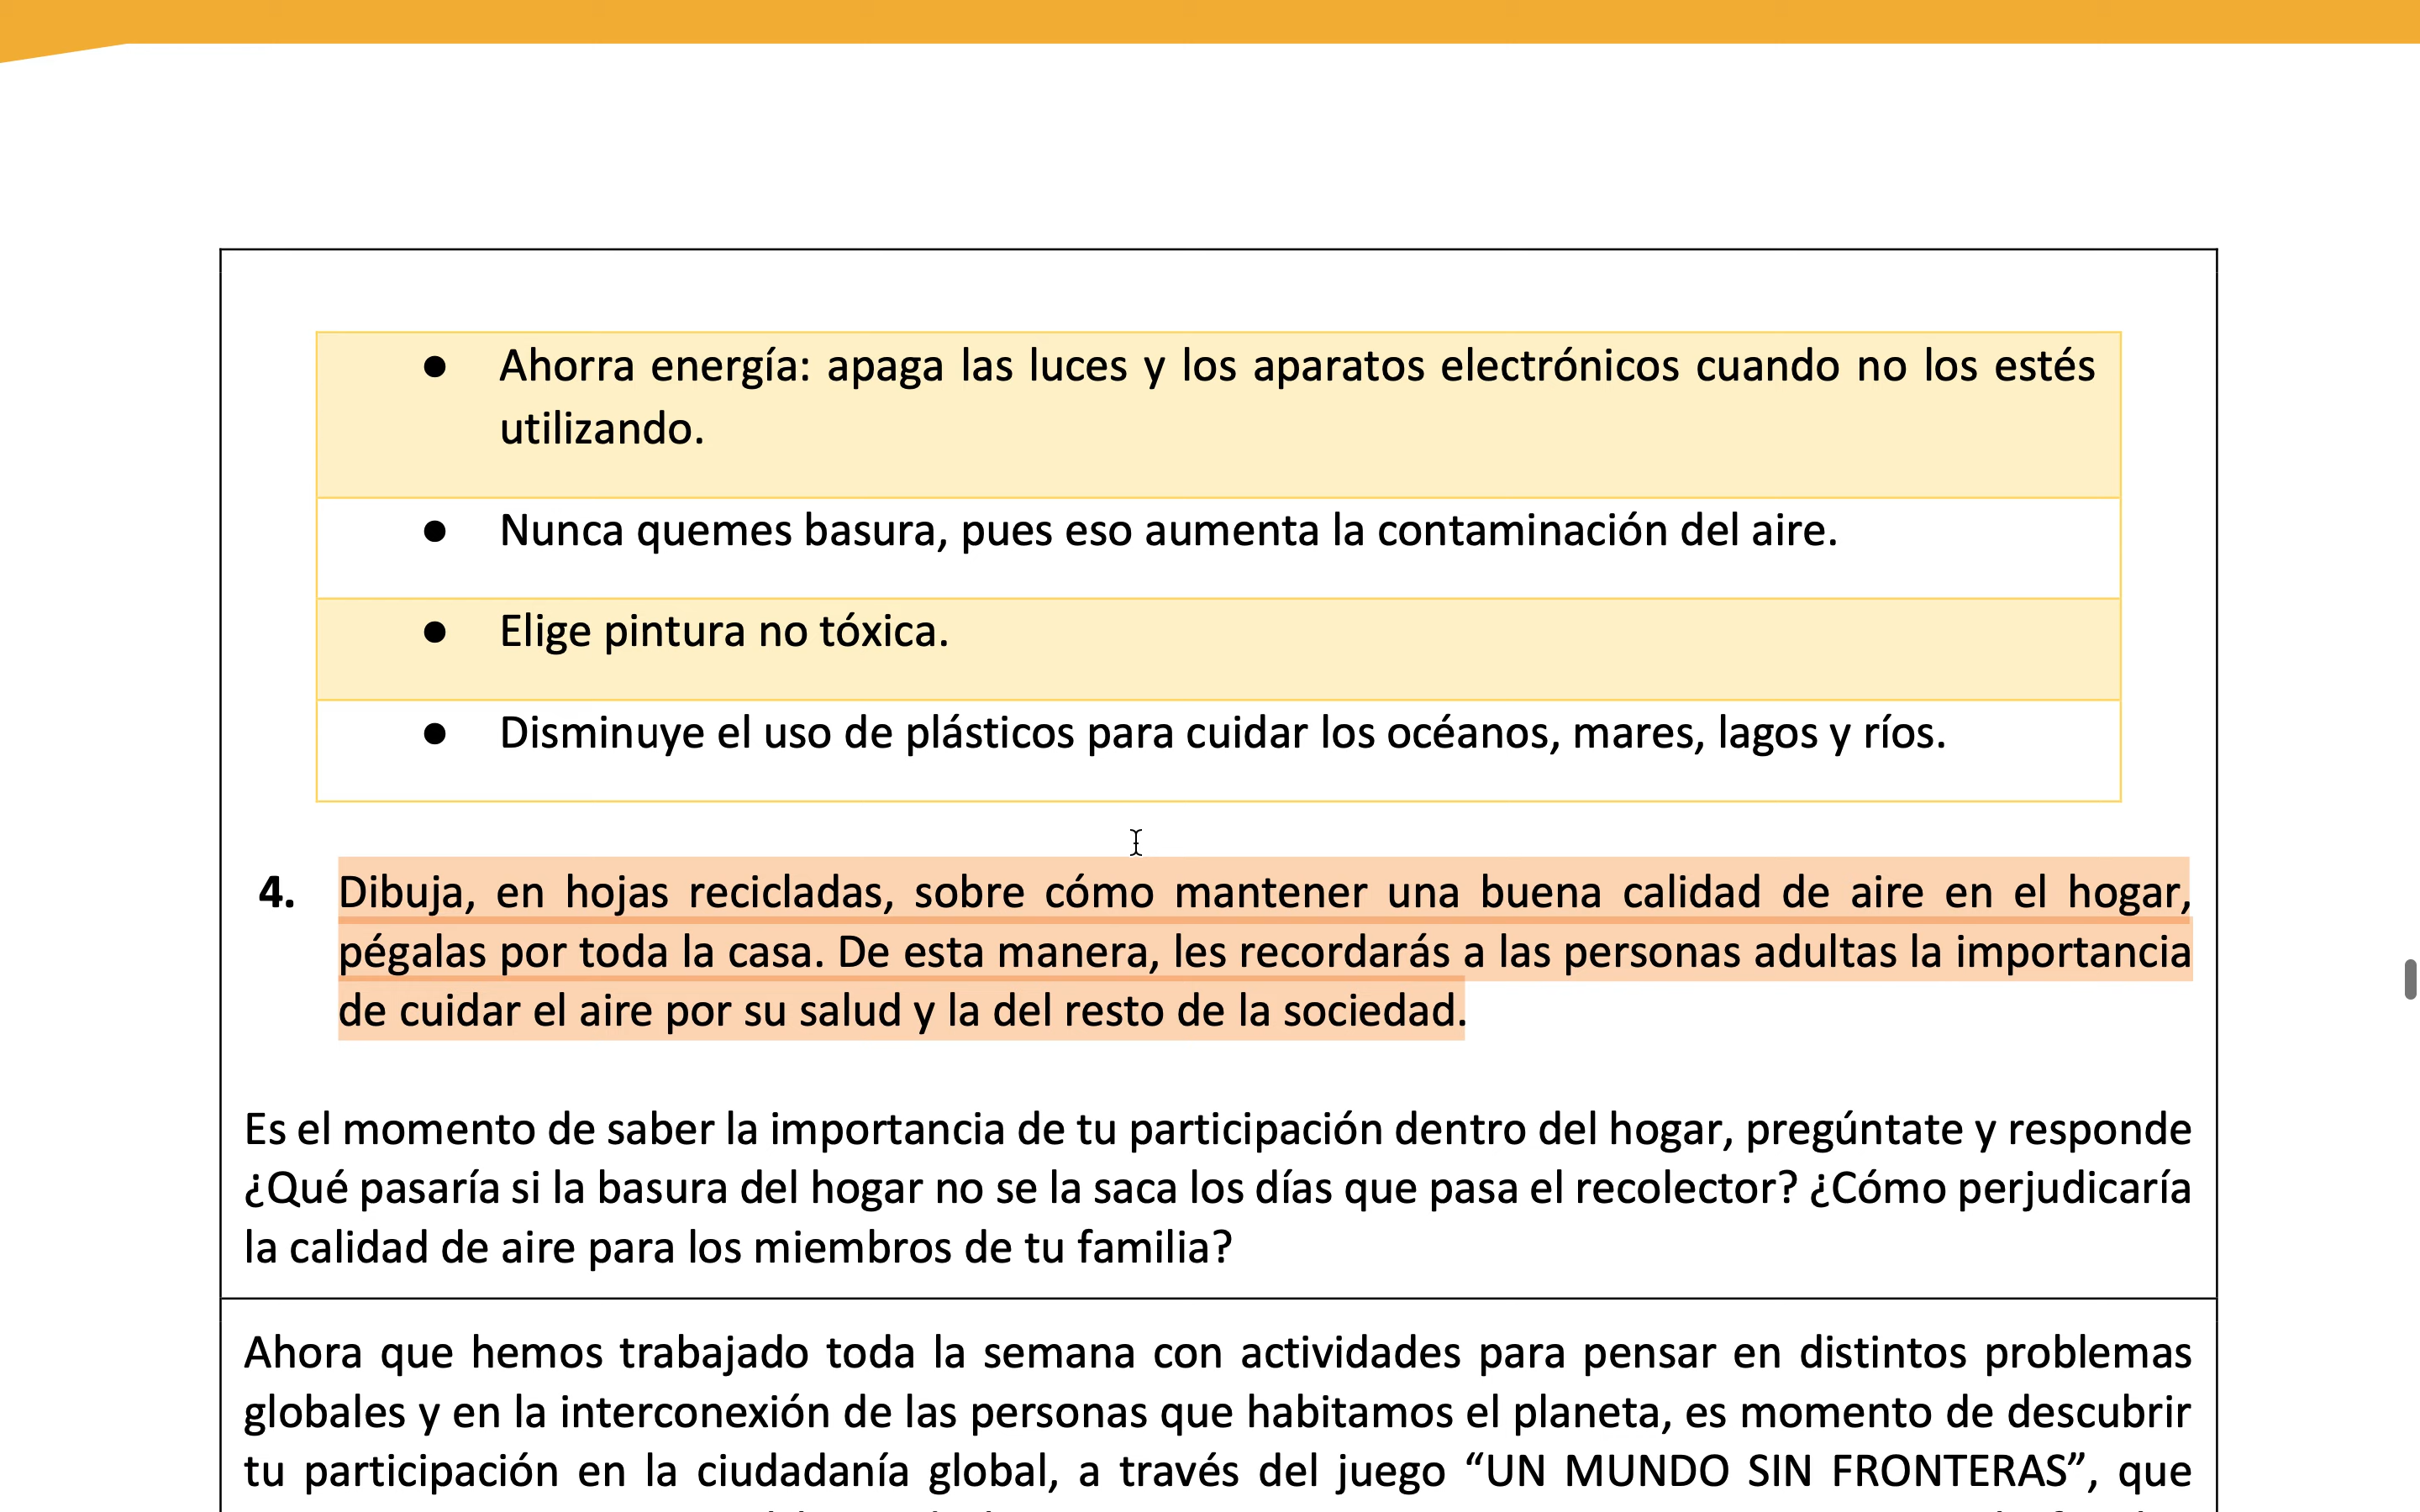 ● Ahorra energía: apaga las luces y los aparatos electrónicos cuando no los estés
utilizando.
● Nunca quemes basura, pues eso aumenta la contaminación del aire.
● Elige pintura no tóxica.
● Disminuye el uso de plásticos para cuidar los océanos, mares, lagos y ríos.
4. Dibuja, en hojas recicladas, sobre cómo mantener una buena calidad de aire en el hogar,
pégalas por toda la casa. De esta manera, les recordarás a las personas adultas la importancia
de cuidar el aire por su salud y la del resto de la sociedad.
Es el momento de saber la importancia de tu participación dentro del hogar, pregúntate y responde
¿Qué pasaría si la basura del hogar no se la saca los días que pasa el recolector? ¿Cómo perjudicaría
la calidad de aire para los miembros de tu familia?
Ahora que hemos trabajado toda la semana con actividades para pensar en distintos problemas
globales y en la interconexión de las personas que habitamos el planeta, es momento de descubrir
tu participación en la ciudadanía global, a través del juego “UN MUNDO SIN FRONTERAS”, que